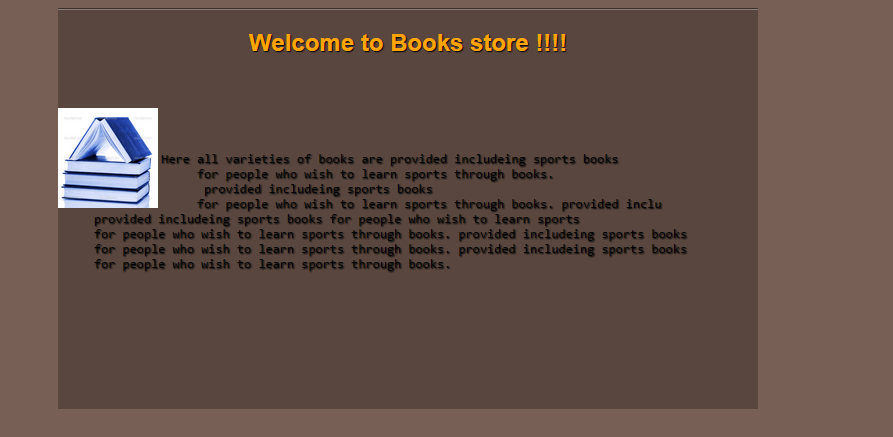 Welcome to Books store !!!!
Here all varieties of books are provided includeing sports books
for people who wish to learn sports through books.
provided includeing sports books
for people who wish to learn sports through books. provided inclu
provided includeing sports books for people who wish to learn sports
for people who wish to learn sports through books. provided includeing sports books
for people who wish to learn sports through books. provided includeing sports books
for people who wish to learn sports through books.